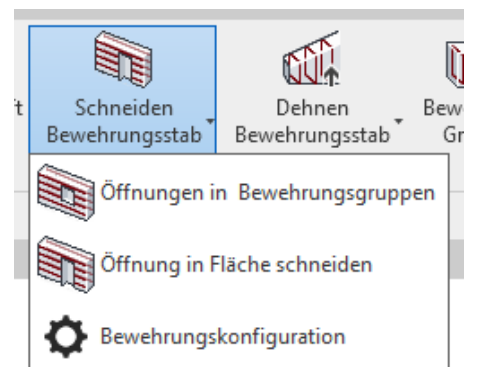 Schneiden
Bewehrungsstab
Dehnen
Bewehrungsstab
Öffnungen in Bewehrungsgruppen
Öffnung in Fläche schneiden
Bewehrungskonfiguration